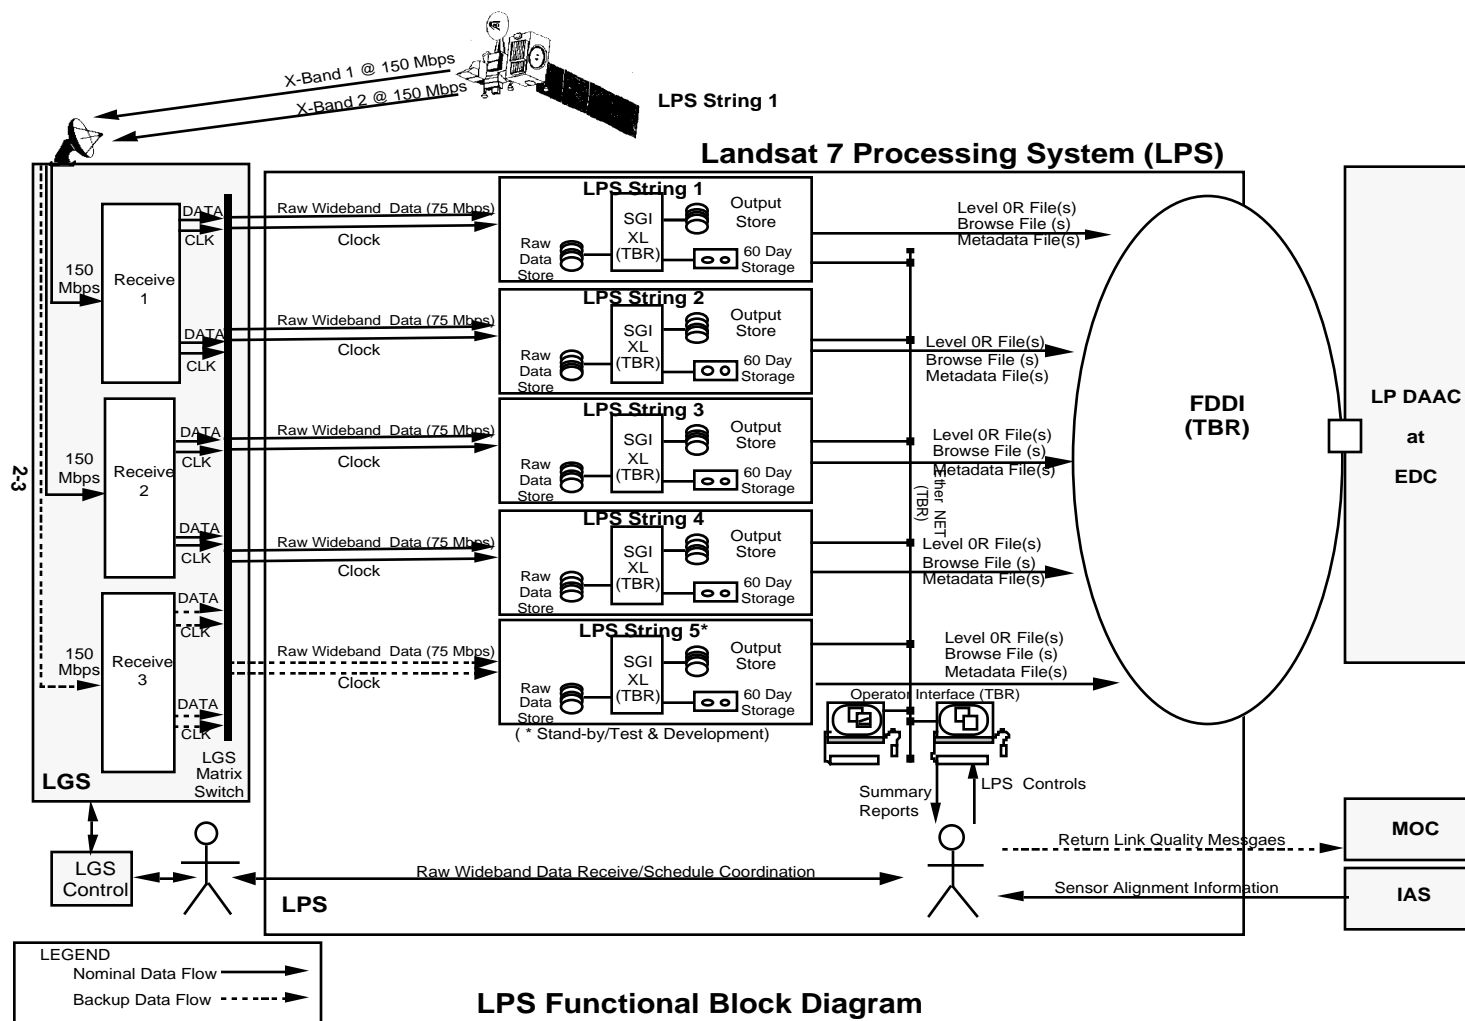 X-Band 1 @ 150 Mbps
X-Band 2 @ 150 Mbps
LPS String 1
Landsat 7 Processing System (LPS)
DATA
CLK
150
Mbps
Receive
1
DATA
CLK
DATA
CLK
150
Mbps
Receive
2
DATA
CLK
DATA
CLK
150
Mbps
Receive
3
DATA
CLK
LGS
LGS
Matrix
Switch
2-3
Raw Wideband Data (75 Mbps)
Clock
Raw Wideband Data (75 Mbps)
Clock
Raw Wideband Data (75 Mbps)
Clock
Raw Wideband Data (75 Mbps)
Clock
Raw Wideband Data (75 Mbps)
Clock
LPS String 1
SGI
XL
(TBR)
Output
Store
Raw
Data
Store
60 Day
Storage
LPS String 2
SGI
XL
(TBR)
Output
Store
Raw
Data
Store
60 Day
Storage
LPS String 3
SGI
XL
(TBR)
Output
Store
Raw
Data
Store
60 Day
Storage
LPS String 4
SGI
XL
(TBR)
Output
Store
Raw
Data
Store
60 Day
Storage
LPS String 5*
SGI
XL
(TBR)
Output
Store
Raw
Data
Store
60 Day
Storage
( * Stand-by/Test & Development)
Level 0R File(s)
Browse File (s)
Metadata File(s)
Level 0R File(s)
Browse File (s)
Metadata File(s)
Level 0R File(s)
Browse File (s)
Metadata File(s)
Ether NET
(TBR)
Level 0R File(s)
Browse File (s)
Metadata File(s)
Level 0R File(s)
Browse File (s)
Metadata File(s)
Operator Interface (TBR)
FDDI
(TBR)
LP DAAC
at
EDC
Summary
Reports
LPS Controls
MOC
Return Link Quality Messgaes
IAS
Sensor Alignment Information
LGS
Control
Raw Wideband Data Receive/Schedule Coordination
LPS
LEGEND
Nominal Data Flow
Backup Data Flow
LPS Functional Block Diagram